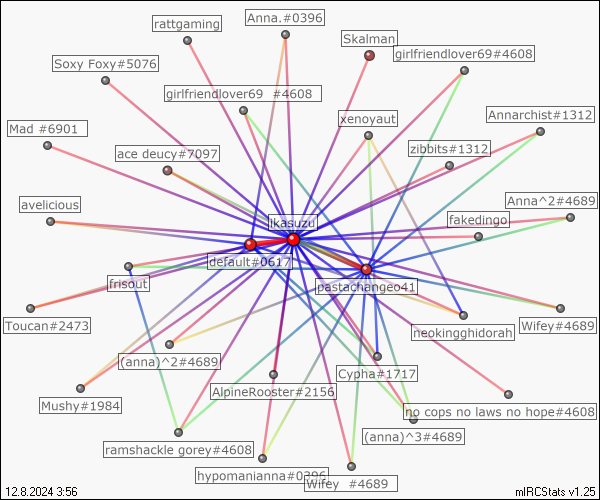 rattgaming
Anna.#0396
Skalman
girlfriendlover69#4608
Soxy Foxy#5076
girlfriendlover69  #4608
xenoyaut
Annarchist#1312
Mad #6901
ace deucy#7097
zibbits#1312
avelicious
Anna^2#4689
ikasuzu
fakedingo
default#0617
frisout
pastachangeo41
Toucan#2473
neokingghidorah
Wifey#4689
(anna)^2#4689
Cypha#1717
Mushy#1984
AlpineRooster#2156
no cops no laws no hope#4608
(anna)^3#4689
ramshackle gorey#4608
hypomanianna#0396
Wifey  #4689
12.8.2024 3:56
mIRCStats v1.25